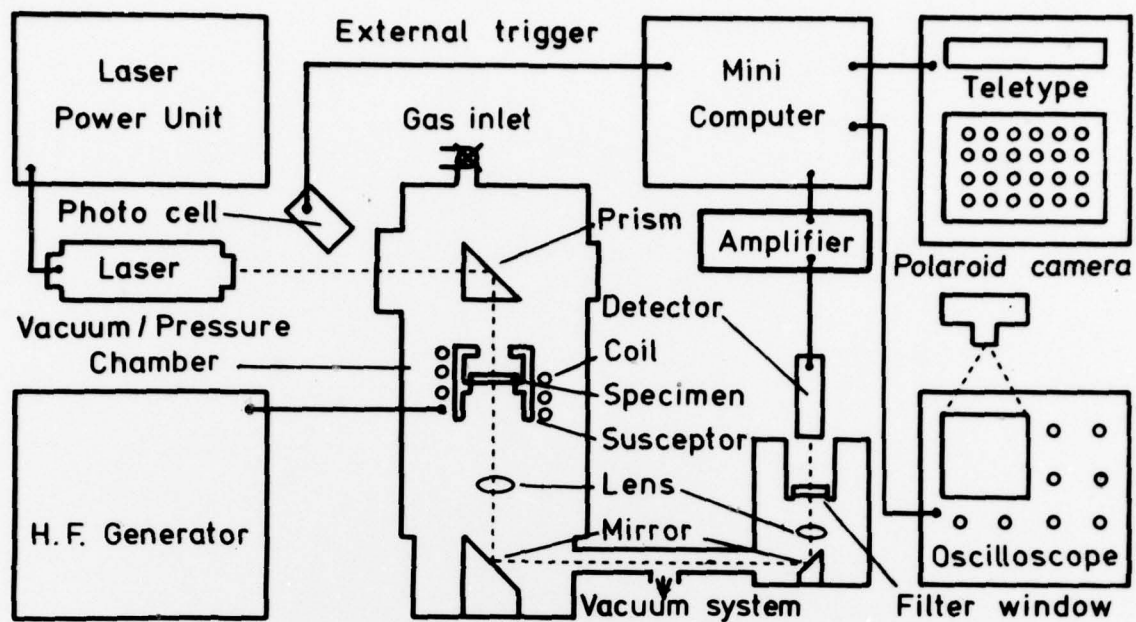 Laser
Power Unit
External trigger
Mini
Computer
Teletype
Gas inlet
Photo cell
Prism
Amplifier
Polaroid camera
Laser
Vacuum / Pressure
Chamber
Detector
Coil
Specimen
Susceptor
Lens
H.F. Generator
Mirror
Oscilloscope
Vacuum system
Filter window